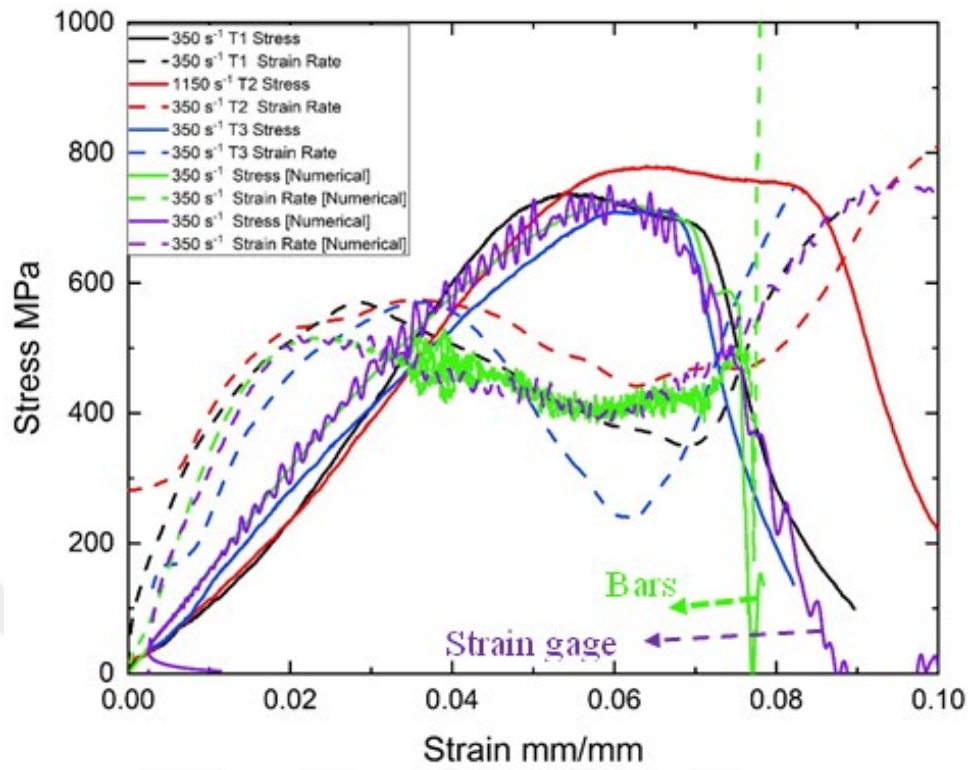 1000
800
600
400
200
0
Stress MPa
350 s⁻¹ T1 Stress
350 s⁻¹ T1 Strain Rate
1150 s⁻¹ T2 Stress
350 s⁻¹ T2 Strain Rate
350 s⁻¹ T3 Stress
350 s⁻¹ T3 Strain Rate
350 s⁻¹ Stress [Numerical]
350 s⁻¹ Strain Rate [Numerical]
350 s⁻¹ Stress [Numerical]
350 s⁻¹ Strain Rate [Numerical]
Bars
Strain gage
0.00 0.02 0.04 0.06 0.08 0.10
Strain mm/mm